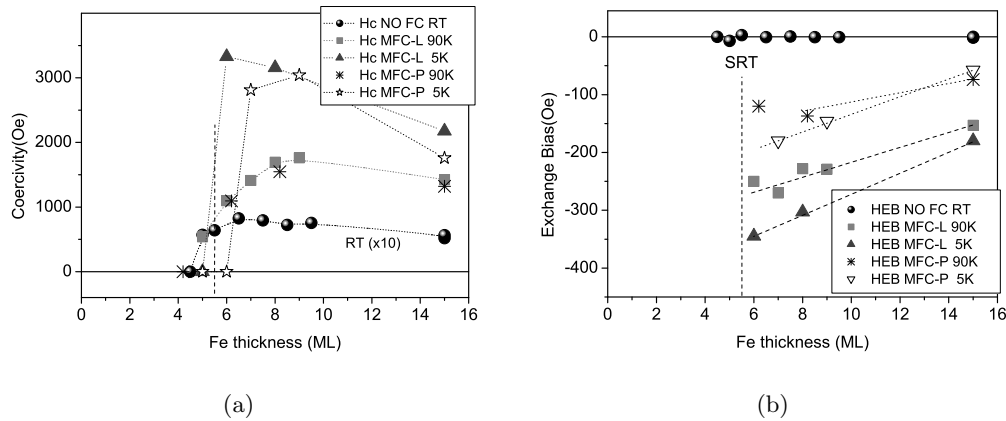 Hc NO FC RT
Hc MFC-L 90K
Hc MFC-L 5K
Hc MFC-P 90K
Hc MFC-P 5K
3000
2000
1000
0
Coercivity(Oe)
RT (x10)
0 2 4 6 8 10 12 14 16
Fe thickness (ML)
(a)
0
-100
-200
-300
-400
Exchange Bias(Oe)
SRT
HEB NO FC RT
HEB MFC-L 90K
HEB MFC-L 5K
HEB MFC-P 90K
HEB MFC-P 5K
0 2 4 6 8 10 12 14 16
Fe thickness (ML)
(b)